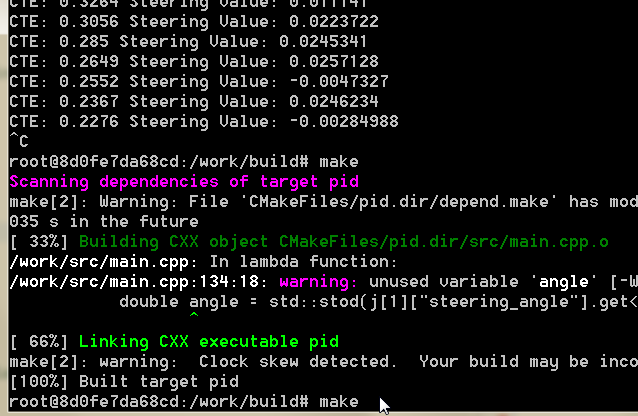 CTE: 0.3264 Steering Value: 0.011141
CTE: 0.3056 Steering Value: 0.0223722
CTE: 0.285 Steering Value: 0.0245341
CTE: 0.2649 Steering Value: 0.0257128
CTE: 0.2552 Steering Value: -0.0047327
CTE: 0.2367 Steering Value: 0.0246234
CTE: 0.2276 Steering Value: -0.00284988
^C
root@8d0fe7da68cd:/work/build# make
Scanning dependencies of target pid
make[2]: Warning: File 'CMakeFiles/pid.dir/depend.make' has mod
035 s in the future
[ 33%] Building CXX object CMakeFiles/pid.dir/src/main.cpp.o
/work/src/main.cpp: In lambda function:
/work/src/main.cpp:134:18: warning: unused variable 'angle' [-W
double angle = std::stod(j[1]["steering_angle"].get<
^
[ 66%] Linking CXX executable pid
make[2]: warning:  Clock skew detected.  Your build may be inco
[100%] Built target pid
root@8d0fe7da68cd:/work/build# make